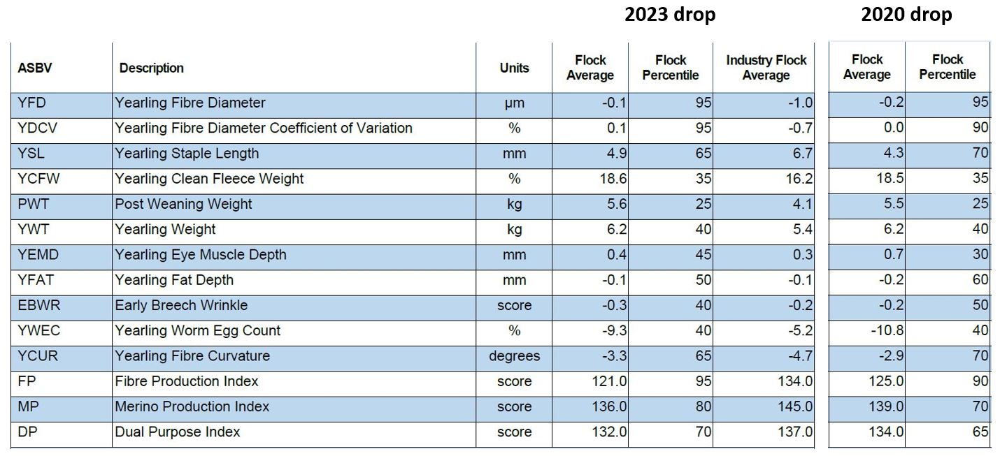 2023 drop 2020 drop
ASBV Description Units Flock Average Flock Percentile Industry Flock Average Flock Average Flock Percentile
YFD Yearling Fibre Diameter µm -0.1 95 -1.0 -0.2 95
YDCV Yearling Fibre Diameter Coefficient of Variation % 0.1 95 -0.7 0.0 90
YSL Yearling Staple Length mm 4.9 65 6.7 4.3 70
YCFW Yearling Clean Fleece Weight % 18.6 35 16.2 18.5 35
PWT Post Weaning Weight kg 5.6 25 4.1 5.5 25
YWT Yearling Weight kg 6.2 40 5.4 6.2 40
YEMD Yearling Eye Muscle Depth mm 0.4 45 0.3 0.7 30
YFAT Yearling Fat Depth mm -0.1 50 -0.1 -0.2 60
EBWR Early Breech Wrinkle score -0.3 40 -0.2 -0.2 50
YWEC Yearling Worm Egg Count % -9.3 40 -5.2 -10.8 40
YCUR Yearling Fibre Curvature degrees -3.3 65 -4.7 -2.9 70
FP Fibre Production Index score 121.0 95 134.0 125.0 90
MP Merino Production Index score 136.0 80 145.0 139.0 70
DP Dual Purpose Index score 132.0 70 137.0 134.0 65